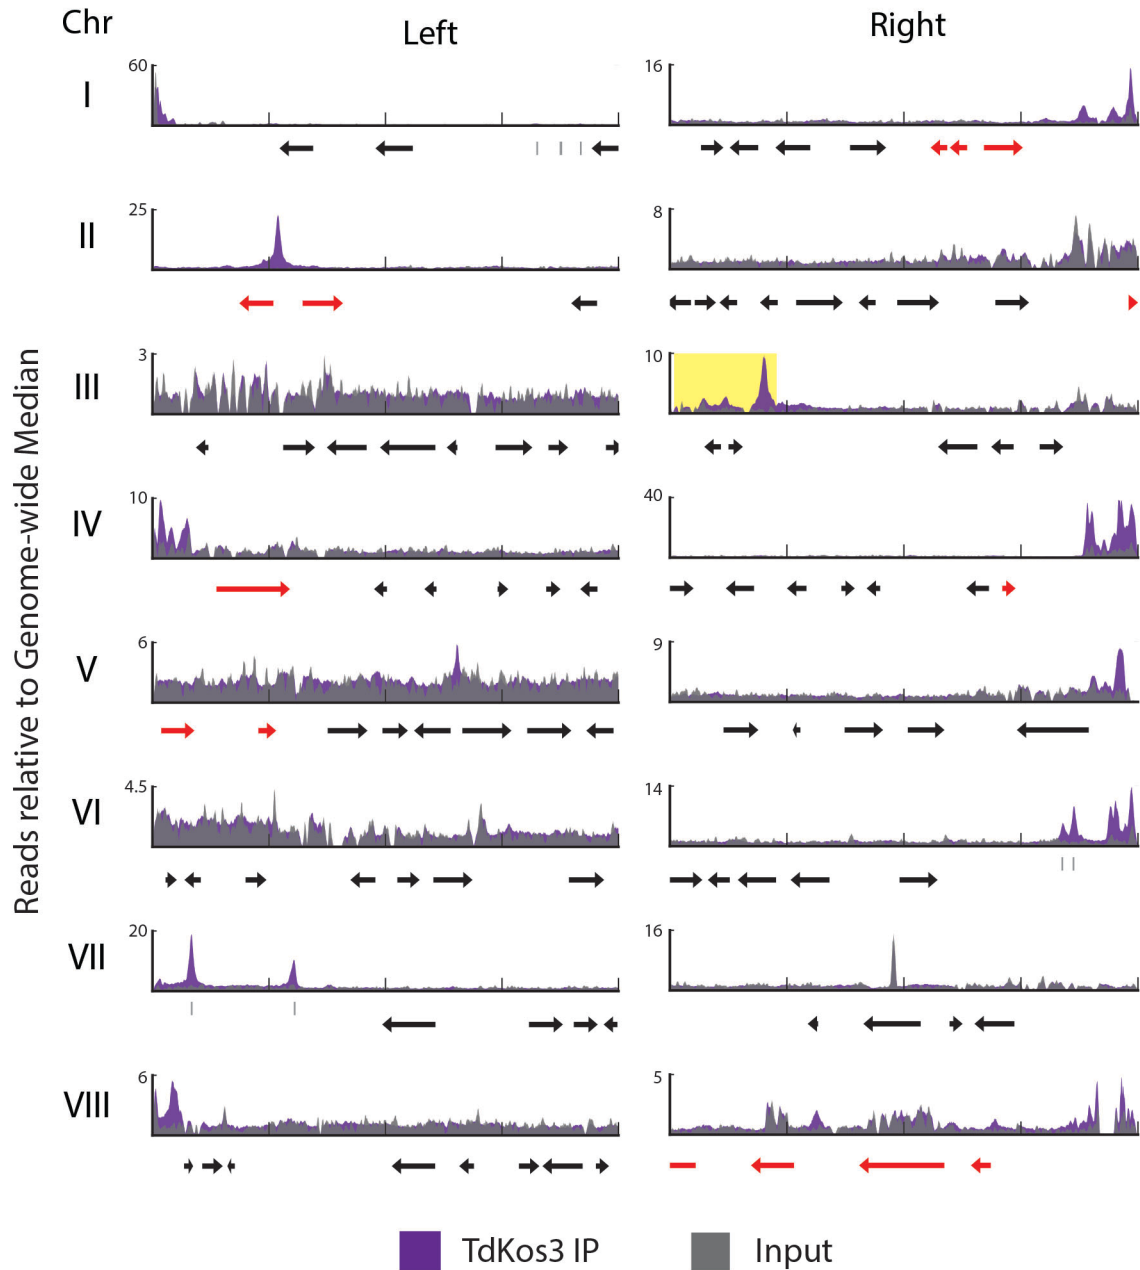 Chr
Left
Right
Reads relative to Genome-wide Median
I
60
16
II
25
8
III
3
10
IV
10
40
V
6
9
VI
4.5
14
VII
20
16
VIII
6
5
TdKos3 IP
Input